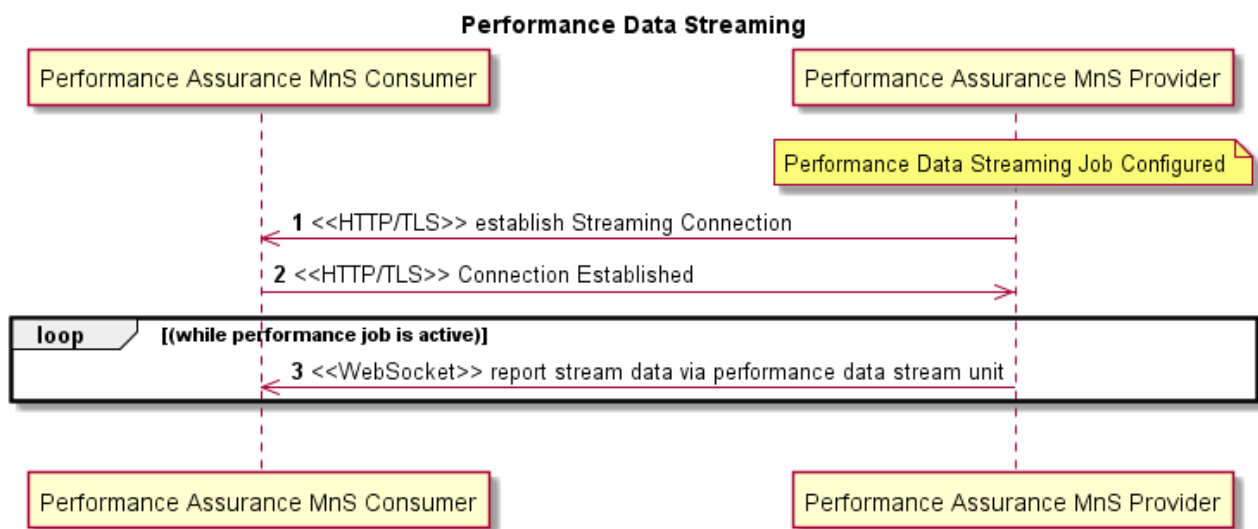 Performance Data Streaming
Performance Assurance MnS Consumer
Performance Assurance MnS Provider
Performance Data Streaming Job Configured
1 <<HTTP/TLS>> establish Streaming Connection
2 <<HTTP/TLS>> Connection Established
loop [(while performance job is active)]
3 <<WebSocket>> report stream data via performance data stream unit
Performance Assurance MnS Consumer
Performance Assurance MnS Provider